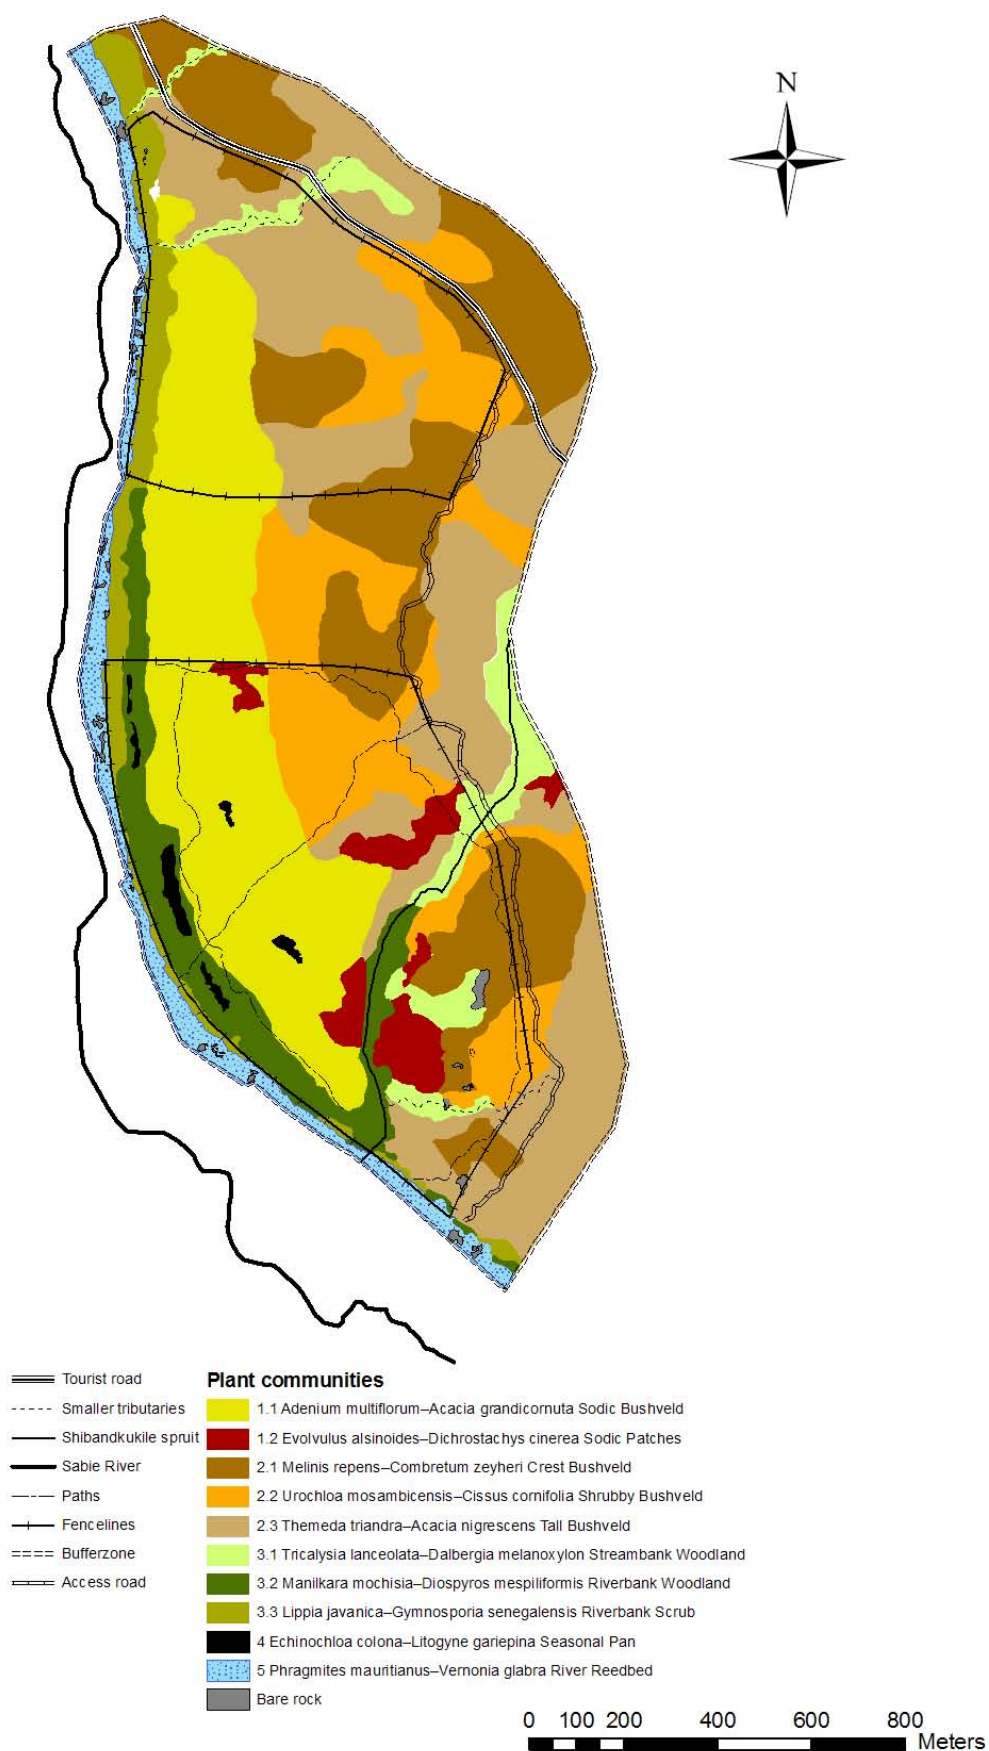 N
Tourist road
Smaller tributaries
Shibandkukile spruit
Sabie River
Paths
Fencelines
Bufferzone
Access road
Plant communities
1.1 Adenium multiflorum–Acacia grandicornuta Sodic Bushveld
1.2 Evolvulus alsinoides–Dichrostachys cinerea Sodic Patches
2.1 Melinis repens–Combretum zeyheri Crest Bushveld
2.2 Urochloa mosambicensis–Cissus cornifolia Shrubby Bushveld
2.3 Themeda triandra–Acacia nigrescens Tall Bushveld
3.1 Tricalysia lanceolata–Dalbergia melanoxylon Streambank Woodland
3.2 Manilkara mochisia–Diospyros mespiliformis Riverbank Woodland
3.3 Lippia javanica–Gymnosporia senegalensis Riverbank Scrub
4 Echinochloa colona–Litogyne gariepina Seasonal Pan
5 Phragmites mauritianus–Vernonia glabra River Reedbed
Bare rock
0 100 200 400 600 800
Meters